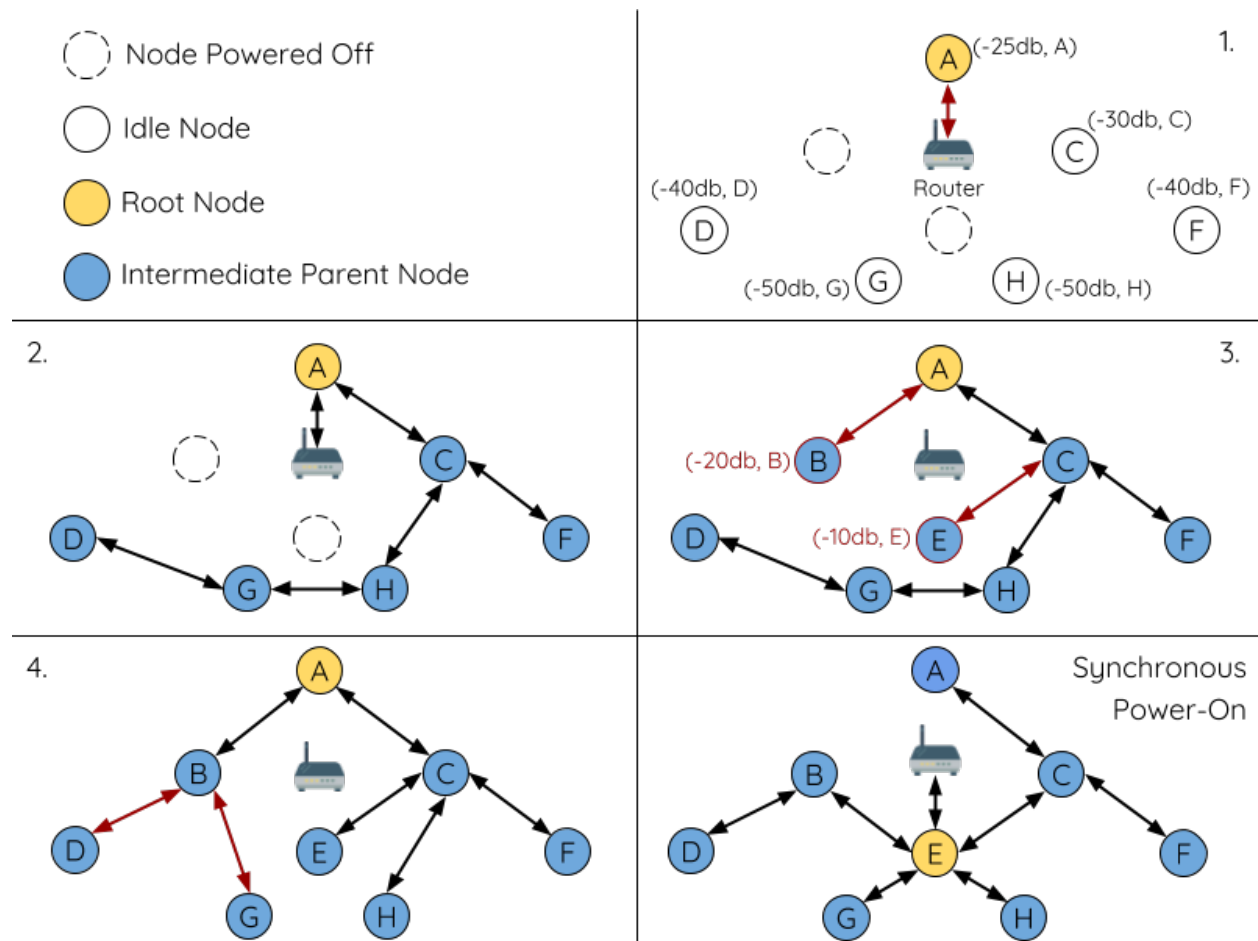 Node Powered Off
Idle Node
Root Node
Intermediate Parent Node
1.
A
(-25db, A)
C
(-30db, C)
Router
(-40db, D)
D
(-40db, F)
F
(-50db, G)
G
H
(-50db, H)
2.
A
C
D
F
G
H
3.
A
(-20db, B)
B
C
D
(-10db, E)
E
F
G
H
4.
A
B
C
D
E
F
G
H
Synchronous
Power-On
A
B
C
D
E
F
G
H